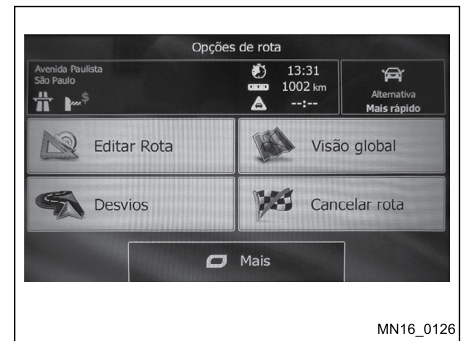 Opções de rota
Avenida Paulista
São Paulo
13:31
1002 km
--:--
$
Alternativa
Mais rápido
Editar Rota
Visão global
Desvios
Cancelar rota
Mais
MN16_0126